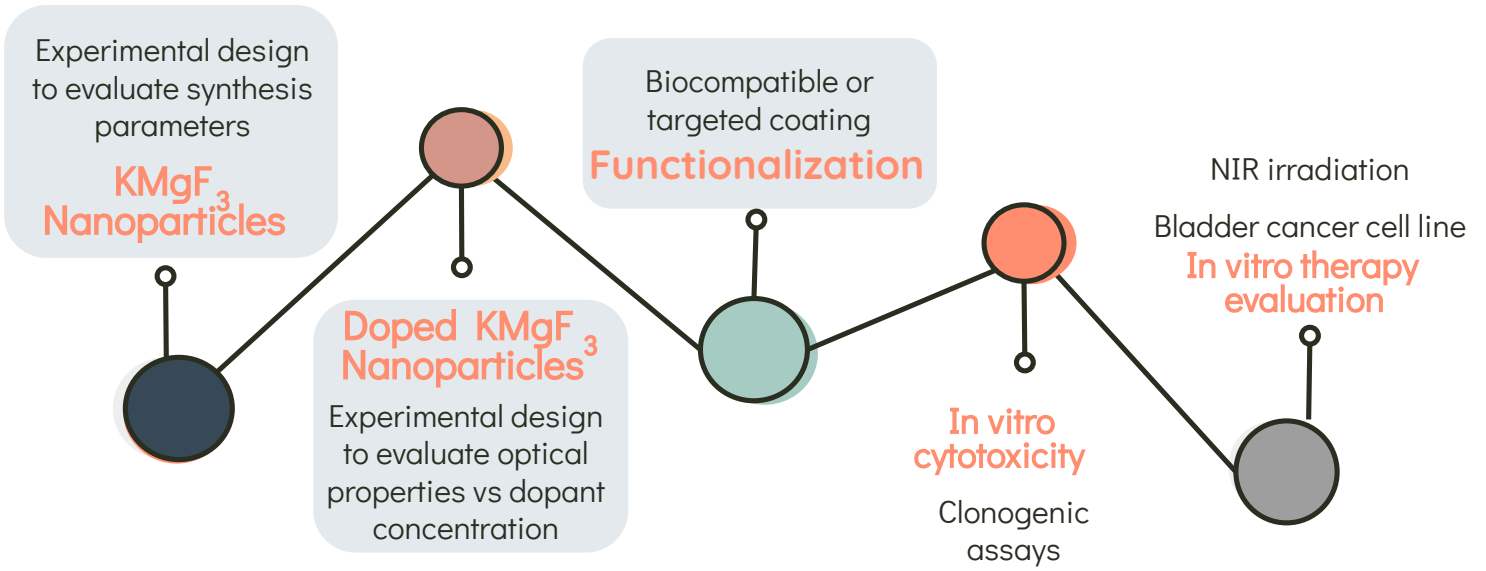 Experimental design
to evaluate synthesis
parameters
KMgF3
Nanoparticles
Doped KMgF3
Nanoparticles
Experimental design
to evaluate optical
properties vs dopant
concentration
Biocompatible or
targeted coating
Functionalization
In vitro
cytotoxicity
Clonogenic
assays
NIR irradiation
Bladder cancer cell line
In vitro therapy
evaluation